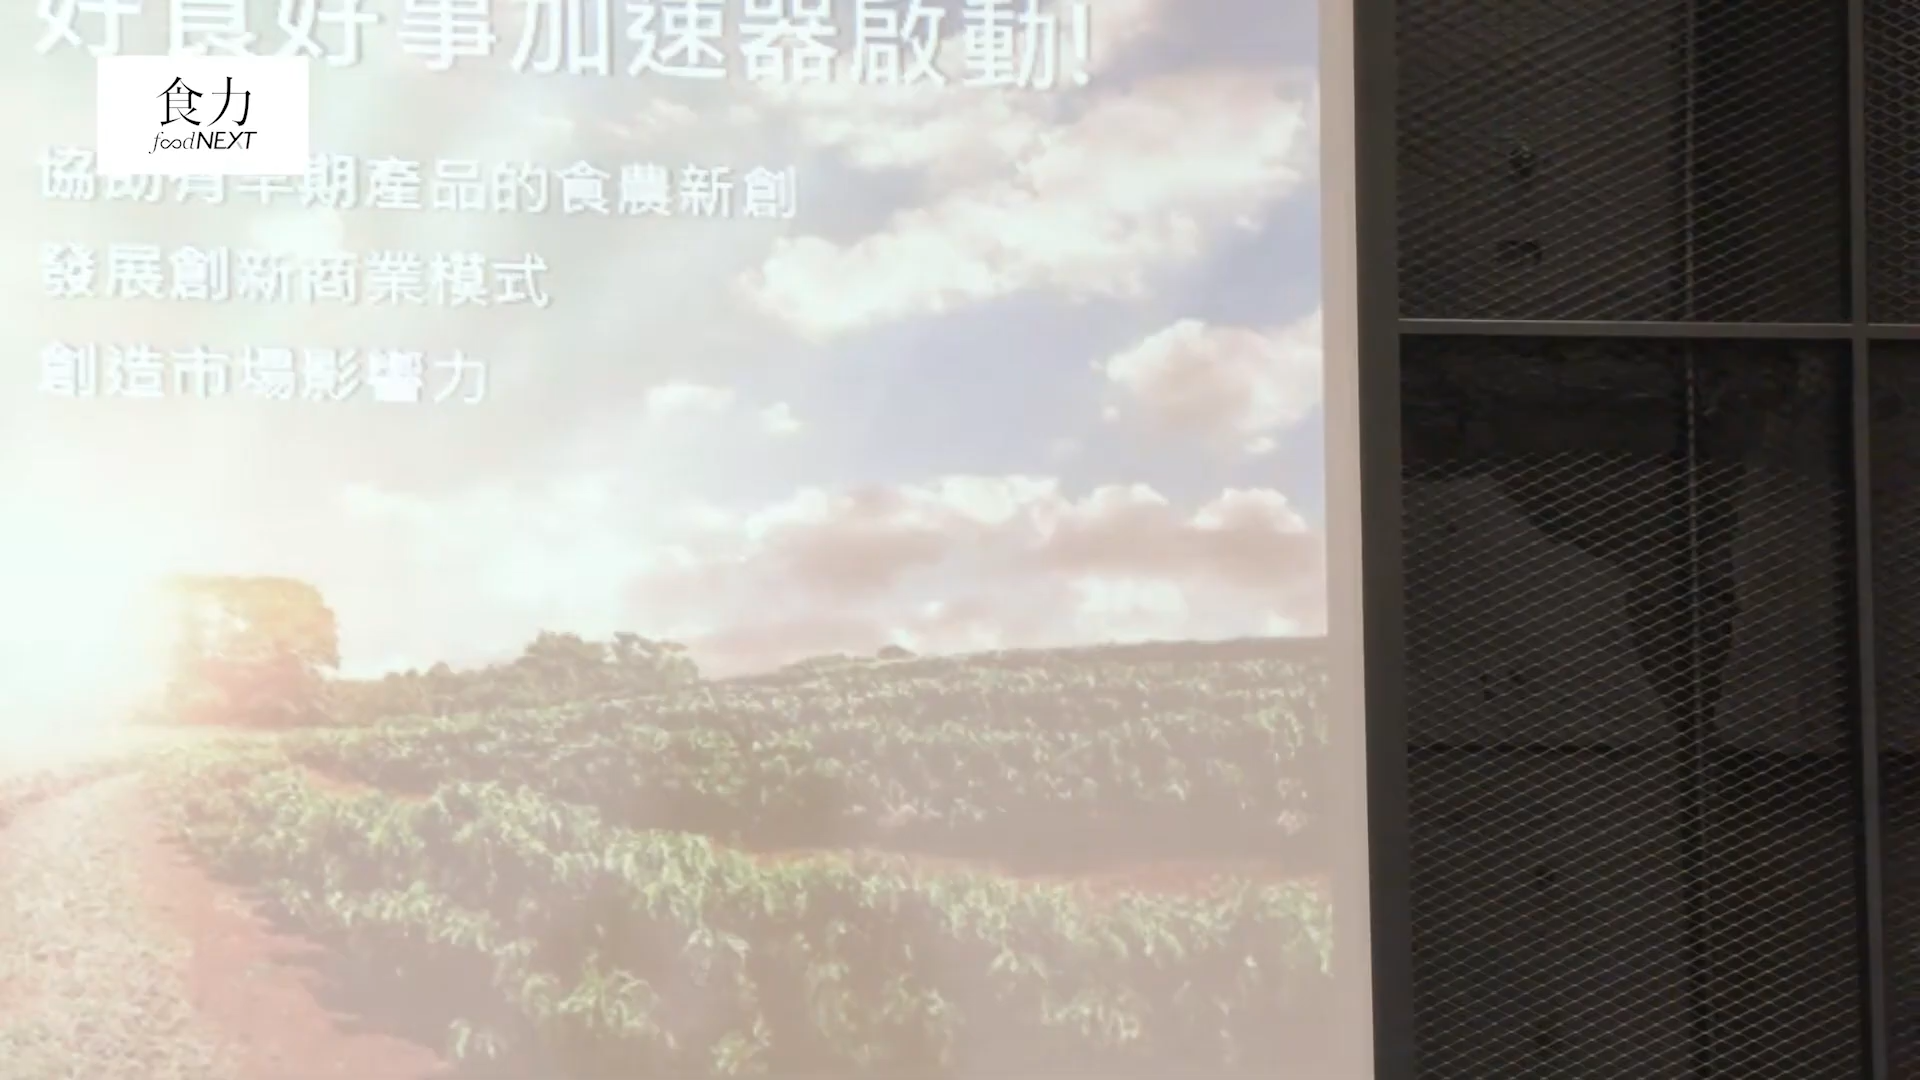 好食好事加速器啟動!
食力
foodNEXT
協助有早期產品的食農新創
發展創新商業模式
創造市場影響力